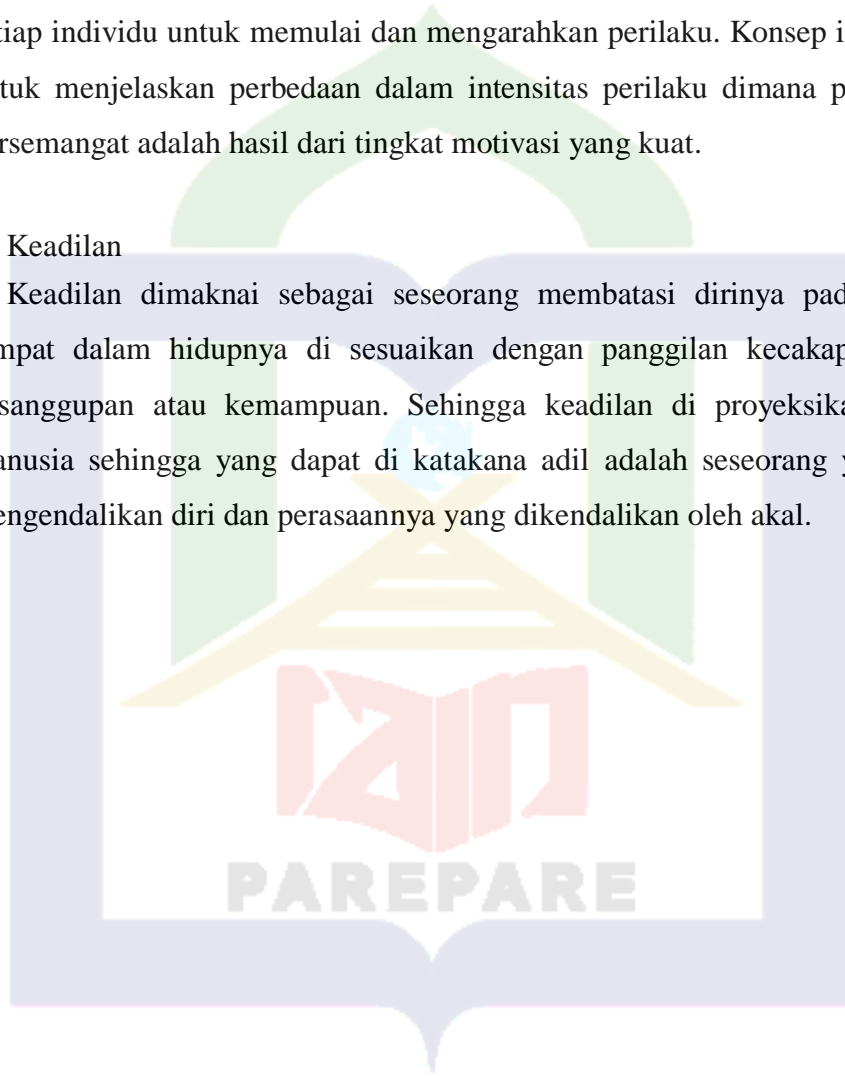 tiap individu untuk memulai dan mengarahkan perilaku. Konsep i
tuk menjelaskan perbedaan dalam intensitas perilaku dimana p
rsemangat adalah hasil dari tingkat motivasi yang kuat.
Keadilan
Keadilan dimaknai sebagai seseorang membatasi dirinya pad
mpat dalam hidupnya di sesuaikan dengan panggilan kecakap
sanggupan atau kemampuan. Sehingga keadilan di proyeksika
anusia sehingga yang dapat di katakana adil adalah seseorang y
engendalikan diri dan perasaannya yang dikendalikan oleh akal.
iain
PAREPARE